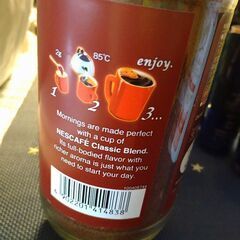 2g 85°C enjoy.
1 2 3...
Mornings are made perfect
with a cup of
NESCAFÉ Classic Blend.
Its full-bodied flavor with
richer aroma is just what you
need to start your day.